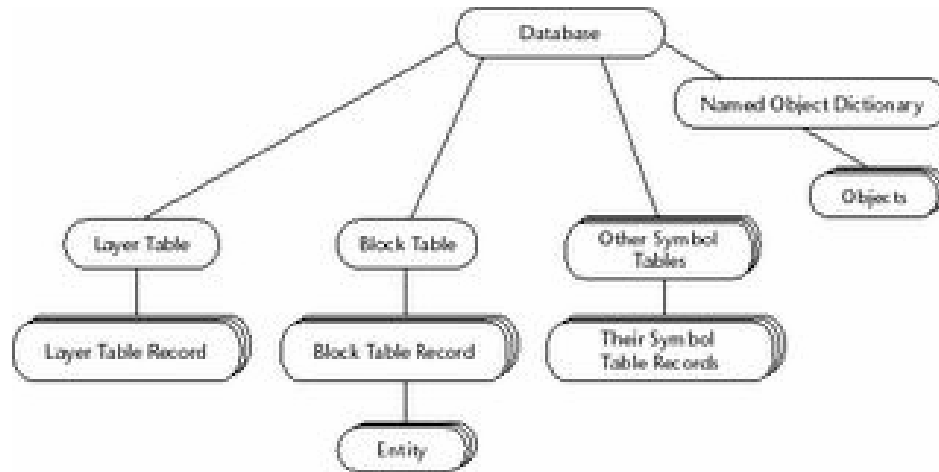 Database
Named Object Dictionary
Objects
Layer Table
Block Table
Other Symbol
Tables
Layer Table Record
Block Table Record
Their Symbol
Table Records
Entity